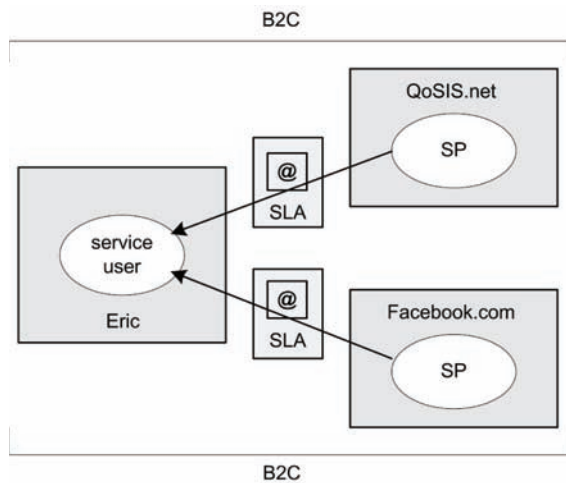 B2C
QoSIS.net
SP
@
SLA
service
user
Eric
@
SLA
Facebook.com
SP
B2C